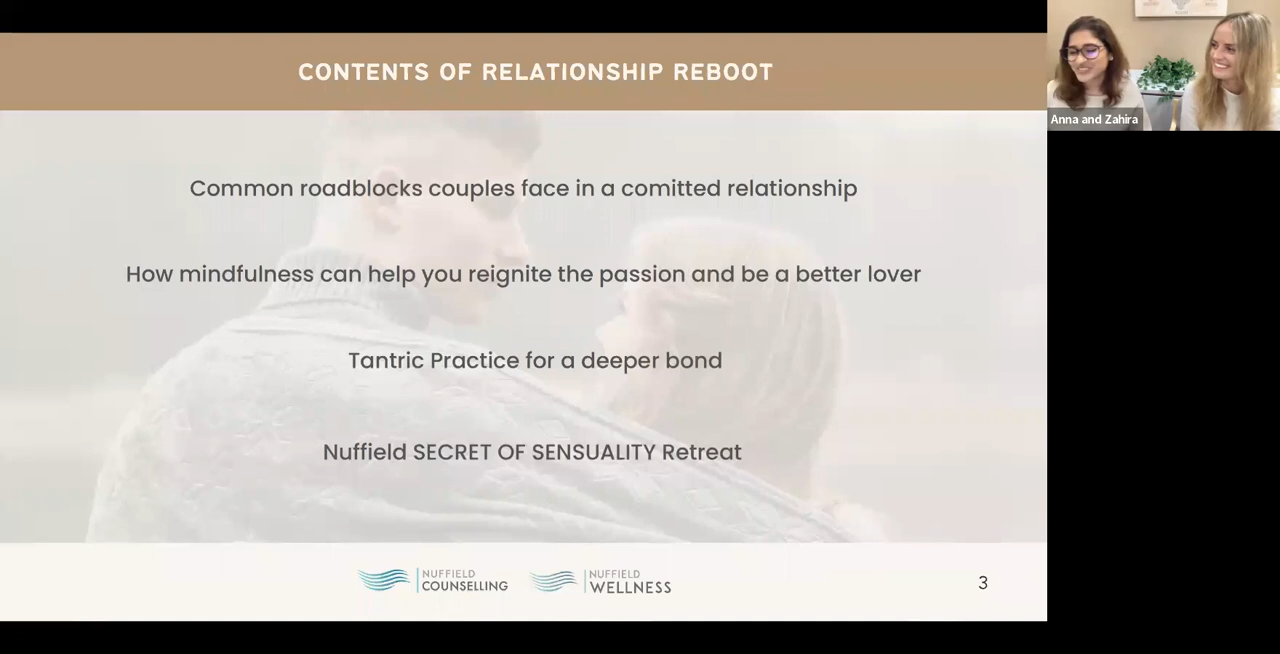 CONTENTS OF RELATIONSHIP REBOOT
Anna and Zahira
Common roadblocks couples face in a comitted relationship
How mindfulness can help you reignite the passion and be a better lover
Tantric Practice for a deeper bond
Nuffield SECRET OF SENSUALITY Retreat
NUFFIELD
COUNSELLING
NUFFIELD
WELLNESS
3